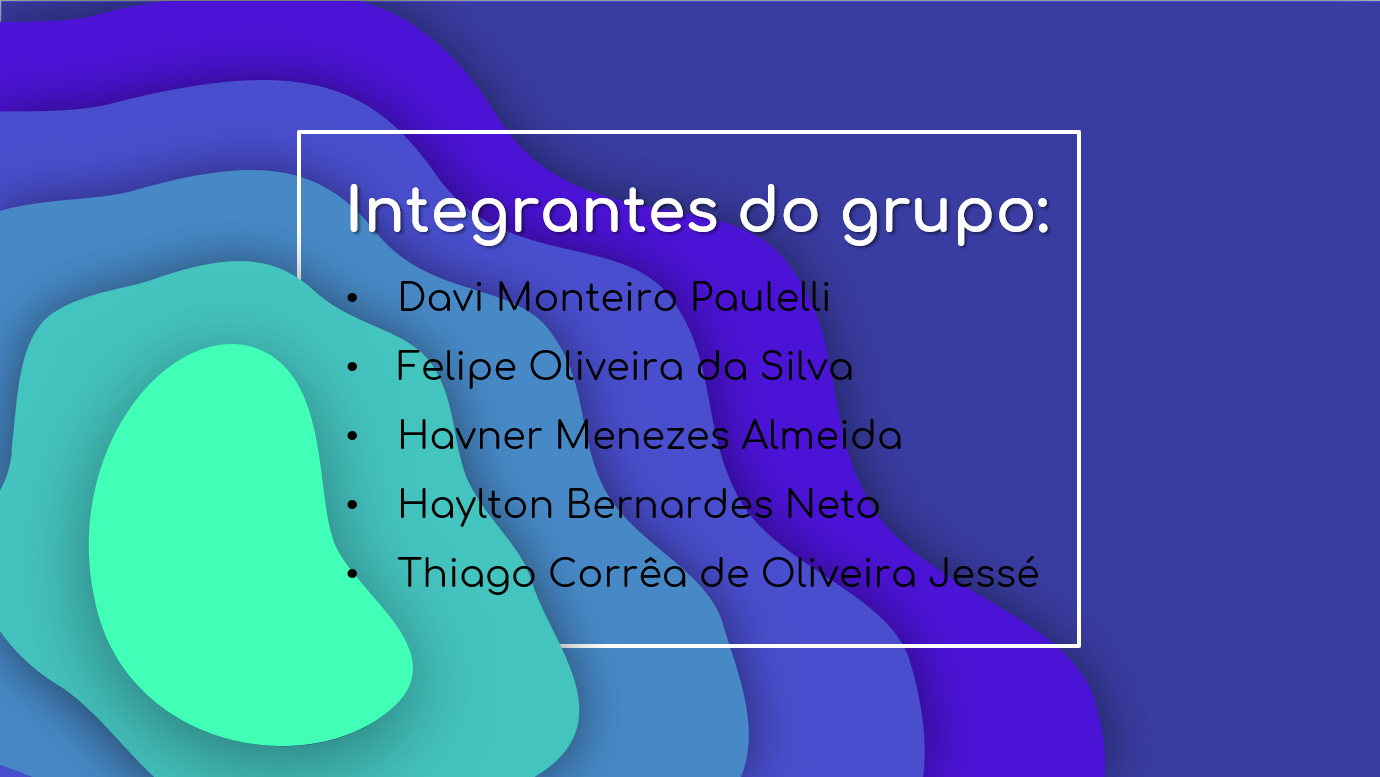 Integrantes do grupo:
• Davi Monteiro Paulelli
• Felipe Oliveira da Silva
• Havner Menezes Almeida
• Haylton Bernardes Neto
• Thiago Corrêa de Oliveira Jessé